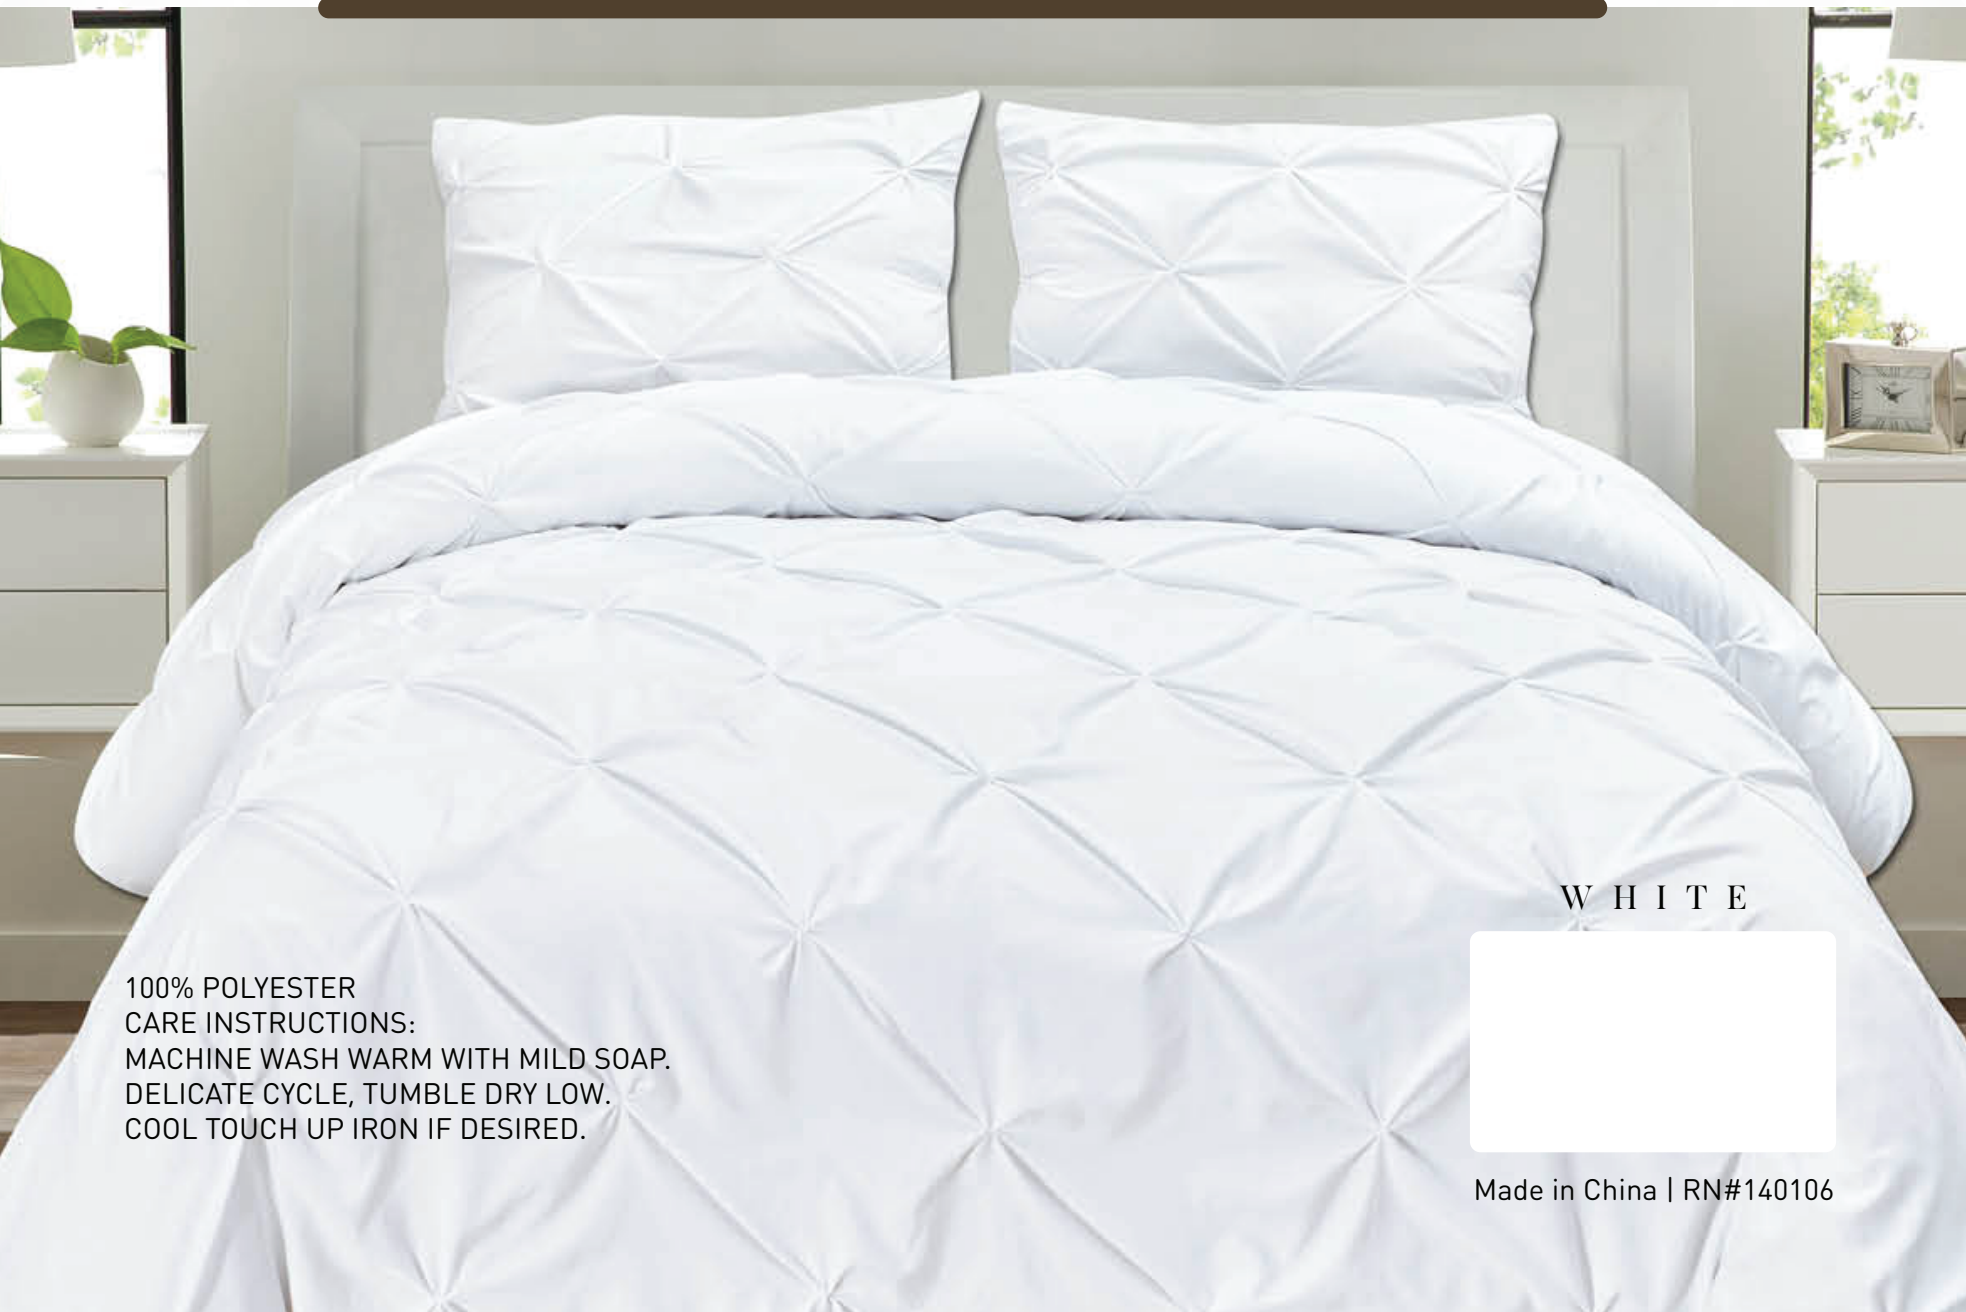 WHITE
100% POLYESTER
CARE INSTRUCTIONS:
MACHINE WASH WARM WITH MILD SOAP.
DELICATE CYCLE, TUMBLE DRY LOW.
COOL TOUCH UP IRON IF DESIRED.
Made in China | RN#140106